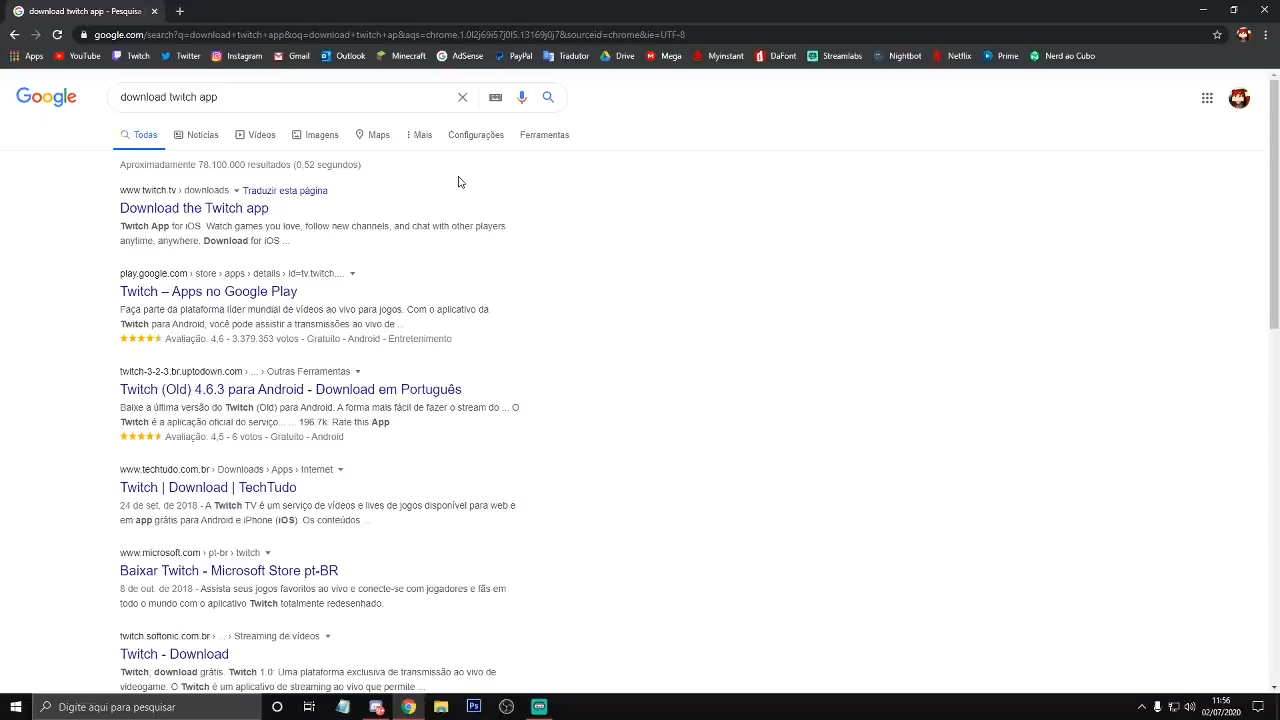 download twitch app - Pesquisa
google.com/search?q=download+twitch+app&oq=download+twitch+ap&aqs=chrome.0.0l2j69i57j0l5.13169j0j7&sourceid=chrome&ie=UTF-8
Apps YouTube Twitch Twitter Instagram Gmail Outlook Minecraft AdSense PayPal Tradutor Drive Mega Myinstant DaFont Streamlabs Nightbot Netflix Prime Nerd ao Cubo
Google download twitch app
Todas Notícias Vídeos Imagens Maps Mais Configurações Ferramentas
Aproximadamente 78.100.000 resultados (0,52 segundos)
www.twitch.tv › downloads Traduzir esta página
Download the Twitch app
Twitch App for iOS. Watch games you love, follow new channels, and chat with other players
anytime, anywhere. Download for iOS ...
play.google.com › store › apps › details › id=tv.twitch....
Twitch – Apps no Google Play
Faça parte da plataforma líder mundial de vídeos ao vivo para jogos. Com o aplicativo da
Twitch para Android, você pode assistir a transmissões ao vivo de ...
Avaliação: 4,6 - 3.379.353 votos - Gratuito - Android - Entretenimento
twitch-3-2-3.br.uptodown.com › ... › Outras Ferramentas
Twitch (Old) 4.6.3 para Android - Download em Português
Baixe a última versão do Twitch (Old) para Android. A forma mais fácil de fazer o stream do ... O
Twitch é a aplicação oficial do serviço... ... 196.7k. Rate this App.
Avaliação: 4,5 - 6 votos - Gratuito - Android
www.techtudo.com.br › Downloads › Apps › Internet
Twitch | Download | TechTudo
24 de set. de 2018 - A Twitch TV é um serviço de vídeos e lives de jogos disponível para web e
em app grátis para Android e iPhone (iOS). Os conteúdos ...
www.microsoft.com › pt-br › twitch
Baixar Twitch - Microsoft Store pt-BR
8 de out. de 2018 - Assista seus jogos favoritos ao vivo e conecte-se com jogadores e fãs em
todo o mundo com o aplicativo Twitch totalmente redesenhado.
twitch.softonic.com.br › ... › Streaming de vídeos
Twitch - Download
Twitch, download grátis. Twitch 1.0: Uma plataforma exclusiva de transmissão ao vivo de
videogame. O Twitch é um aplicativo de streaming ao vivo que permite ...
Digite aqui para pesquisar
Ps
11:56
02/07/2020